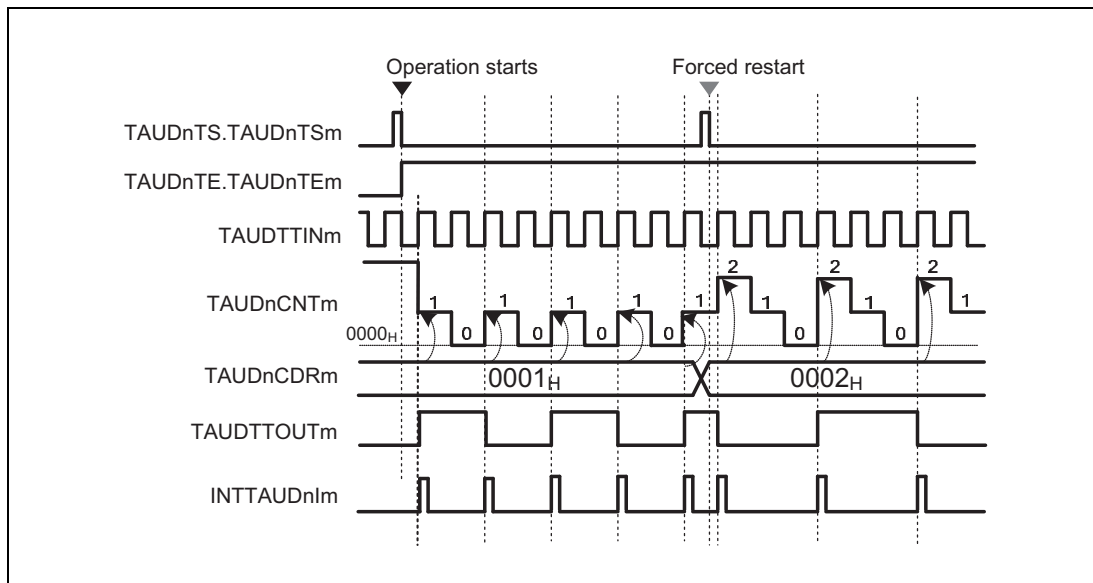 Operation starts Forced restart
TAUDnTS.TAUDnTSm
TAUDnTE.TAUDnTEm
TAUDTTINm
2 2 2
TAUDnCNTm 1 1 1 1 1 1 1 1
0000H 0 0 0 0 0 0
TAUDnCDRm 0001H 0002H
TAUDTTOUTm
INTTAUDnIm